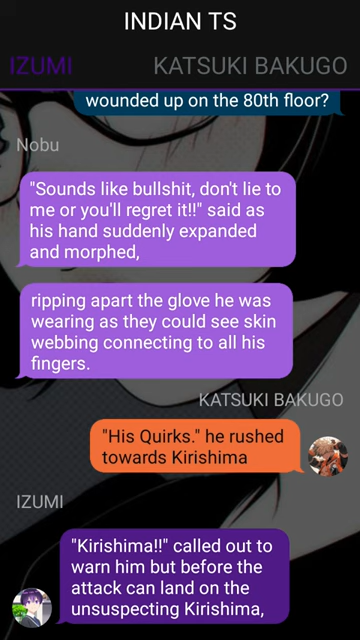 INDIAN TS
IZUMI
KATSUKI BAKUGO
wounded up on the 80th floor?
Nobu
"Sounds like bullshit, don't lie to
me or you'll regret it!!" said as
his hand suddenly expanded
and morphed,
ripping apart the glove he was
wearing as they could see skin
webbing connecting to all his
fingers.
KATSUKI BAKUGO
"His Quirks." he rushed
towards Kirishima
IZUMI
"Kirishima!!" called out to
warn him but before the
attack can land on the
unsuspecting Kirishima,